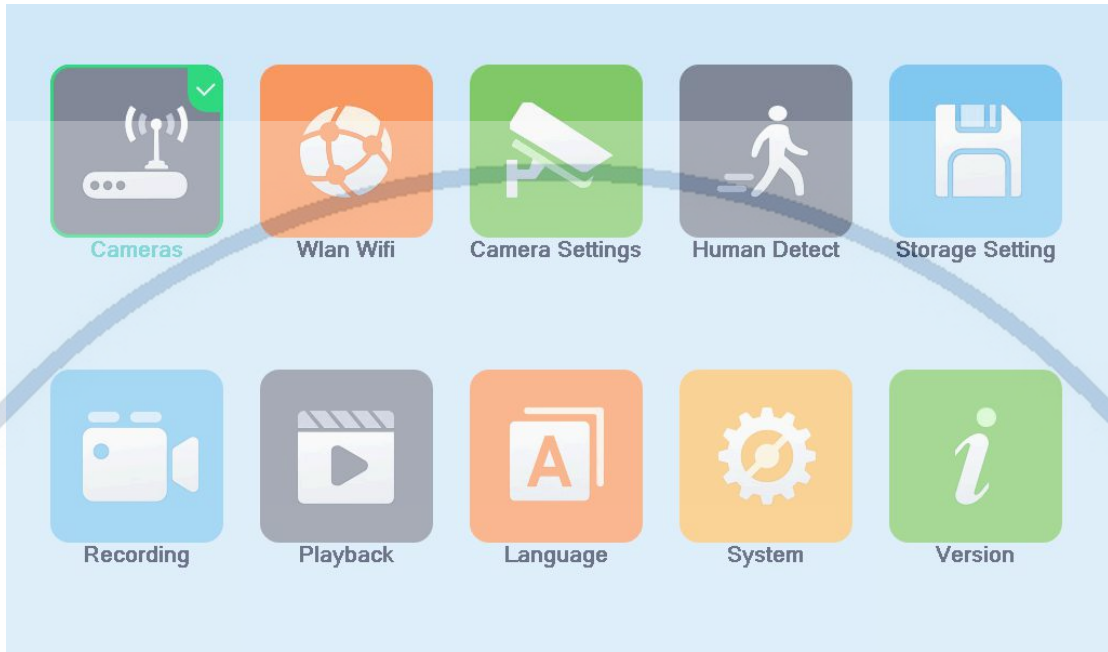 Cameras
Wlan Wifi
Camera Settings
Human Detect
Storage Setting
A
Recording
Playback
Language
System
Version